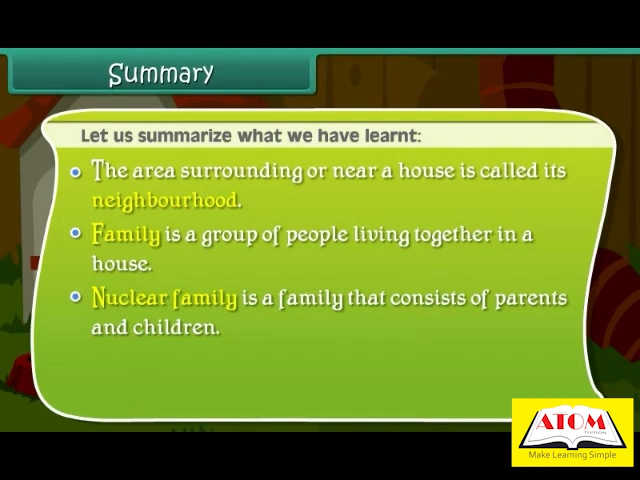 Summary
Let us summarize what we have learnt:
The area surrounding or near a house is called its
neighbourhood.
Family is a group of people living together in a
house.
Nuclear family is a family that consists of parents
and children.
ATOM
TUITION
Make Learning Simple